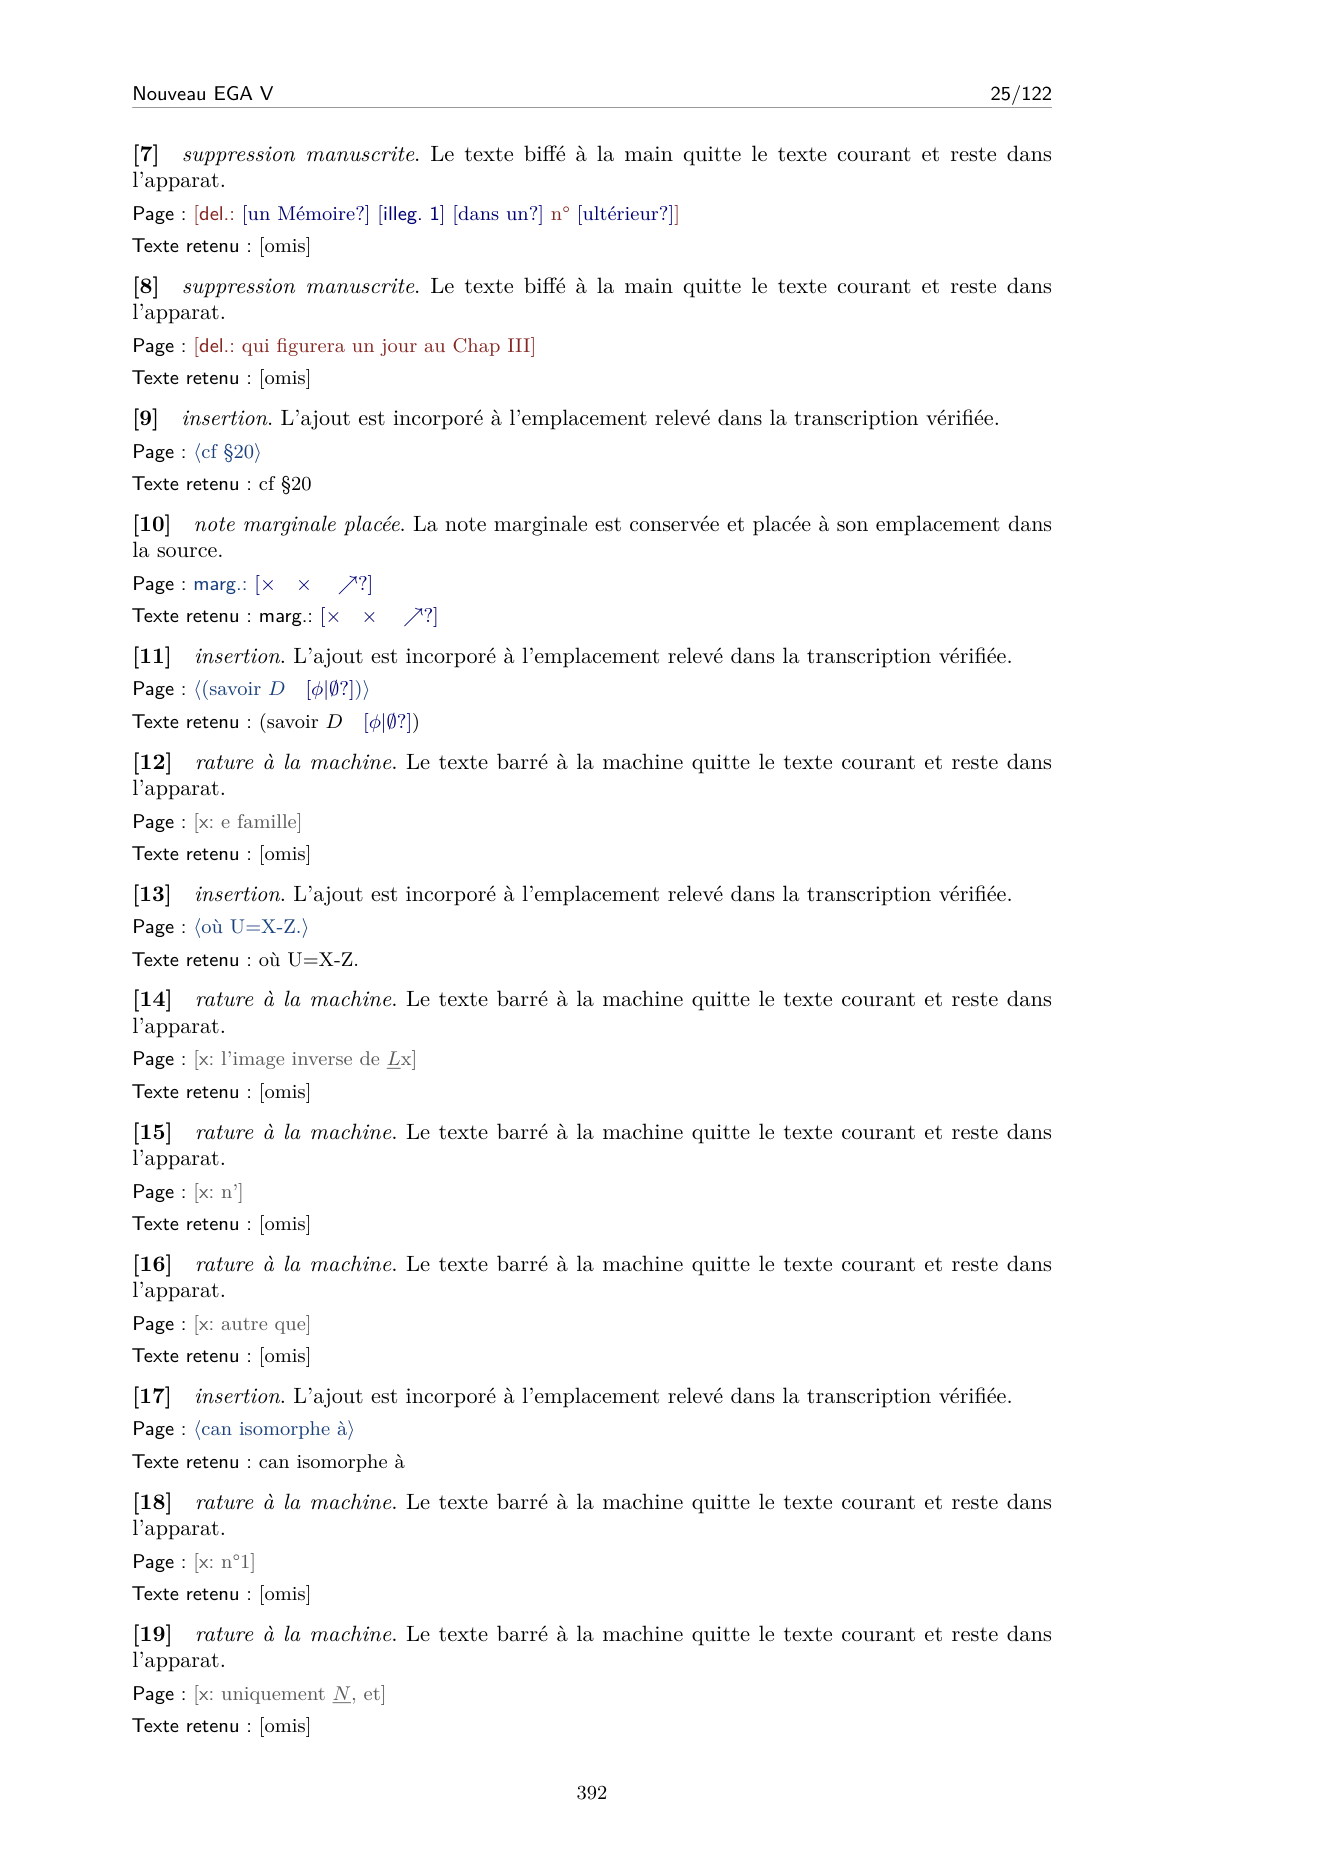 Nouveau EGA V 25/122
[7] suppression manuscrite. Le texte biffé à la main quitte le texte courant et reste dans
l'apparat.
Page : [del.: [un Mémoire?] [illeg. 1] [dans un?] n° [ultérieur?]]
Texte retenu : [omis]
[8] suppression manuscrite. Le texte biffé à la main quitte le texte courant et reste dans
l'apparat.
Page : [del.: qui figurera un jour au Chap III]
Texte retenu : [omis]
[9] insertion. L'ajout est incorporé à l'emplacement relevé dans la transcription vérifiée.
Page : ⟨cf §20⟩
Texte retenu : cf §20
[10] note marginale placée. La note marginale est conservée et placée à son emplacement dans
la source.
Page : marg.: [× × ↗?]
Texte retenu : marg.: [× × ↗?]
[11] insertion. L'ajout est incorporé à l'emplacement relevé dans la transcription vérifiée.
Page : ⟨(savoir D [ϕ|∅?])⟩
Texte retenu : (savoir D [ϕ|∅?])
[12] rature à la machine. Le texte barré à la machine quitte le texte courant et reste dans
l'apparat.
Page : [x: e famille]
Texte retenu : [omis]
[13] insertion. L'ajout est incorporé à l'emplacement relevé dans la transcription vérifiée.
Page : ⟨où U=X-Z.⟩
Texte retenu : où U=X-Z.
[14] rature à la machine. Le texte barré à la machine quitte le texte courant et reste dans
l'apparat.
Page : [x: l'image inverse de Lx]
Texte retenu : [omis]
[15] rature à la machine. Le texte barré à la machine quitte le texte courant et reste dans
l'apparat.
Page : [x: n']
Texte retenu : [omis]
[16] rature à la machine. Le texte barré à la machine quitte le texte courant et reste dans
l'apparat.
Page : [x: autre que]
Texte retenu : [omis]
[17] insertion. L'ajout est incorporé à l'emplacement relevé dans la transcription vérifiée.
Page : ⟨can isomorphe à⟩
Texte retenu : can isomorphe à
[18] rature à la machine. Le texte barré à la machine quitte le texte courant et reste dans
l'apparat.
Page : [x: n°1]
Texte retenu : [omis]
[19] rature à la machine. Le texte barré à la machine quitte le texte courant et reste dans
l'apparat.
Page : [x: uniquement N, et]
Texte retenu : [omis]
392